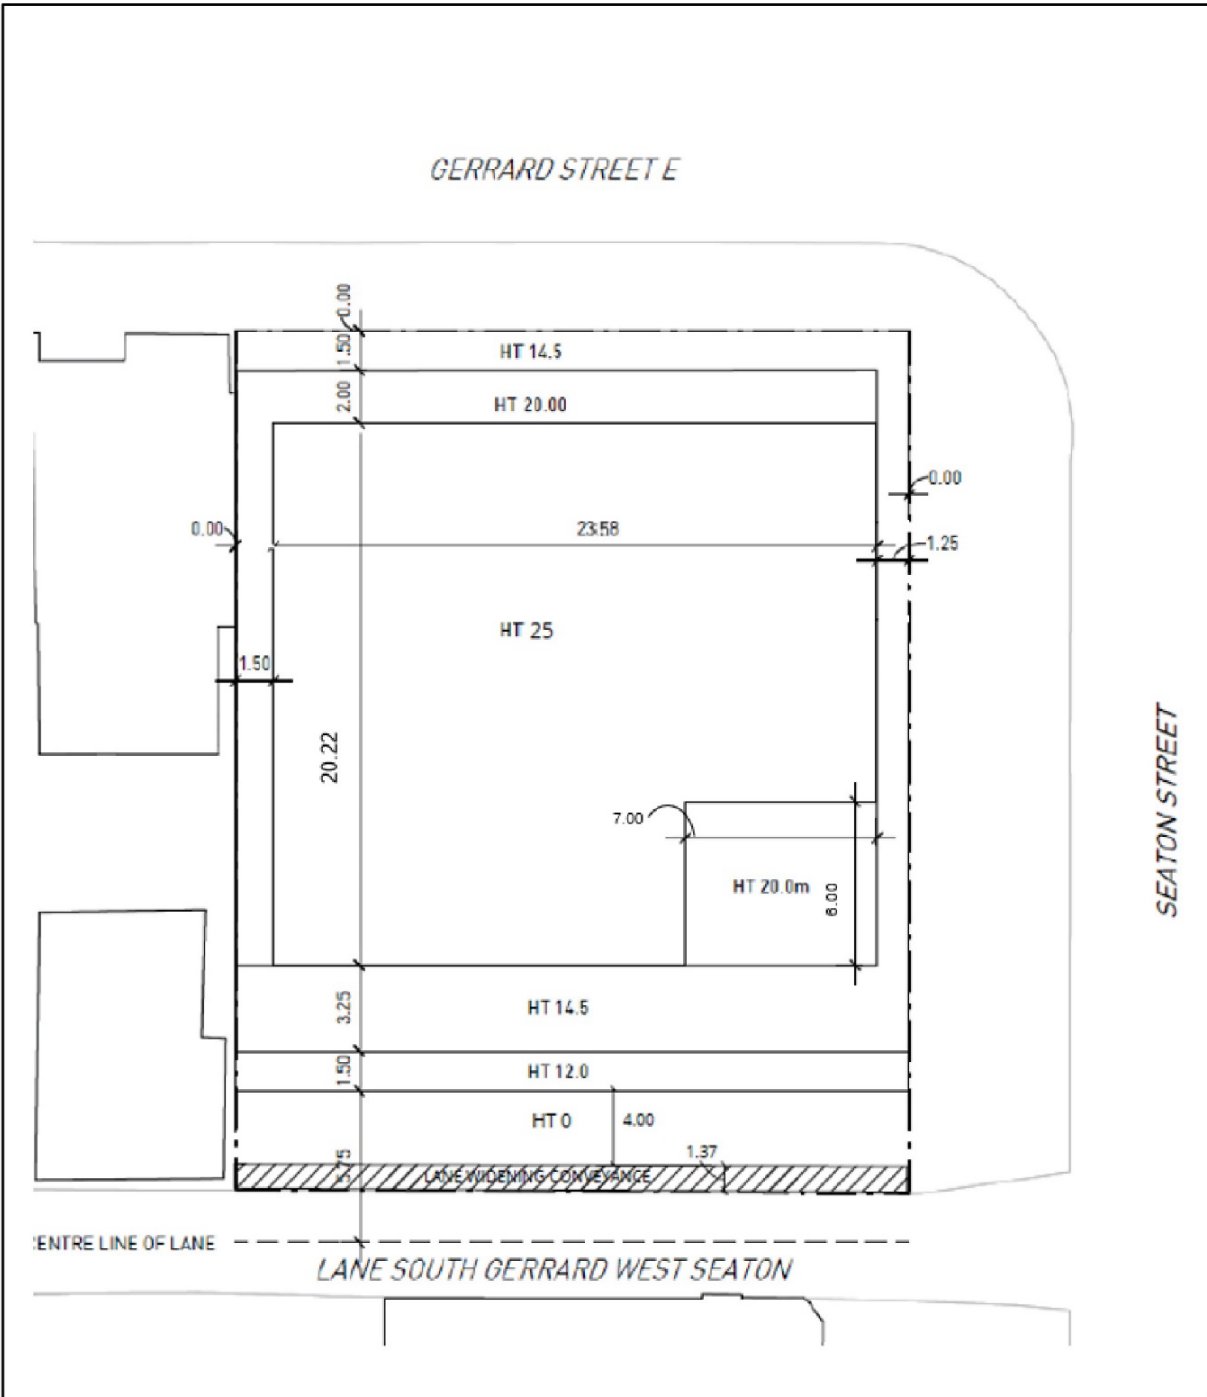 GERRARD STREET E
0.00
1.50
HT 14.5
2.00
HT 20.00
0.00
0.00
23.58
1.25
HT 25
1.50
20.22
SEATON STREET
7.00
HT 20.0m
6.00
3.25
HT 14.5
1.50
HT 12.0
HT 0
4.00
5.75
1.37
LANE WIDENING CONVEYANCE
ENTRE LINE OF LANE
LANE SOUTH GERRARD WEST SEATON